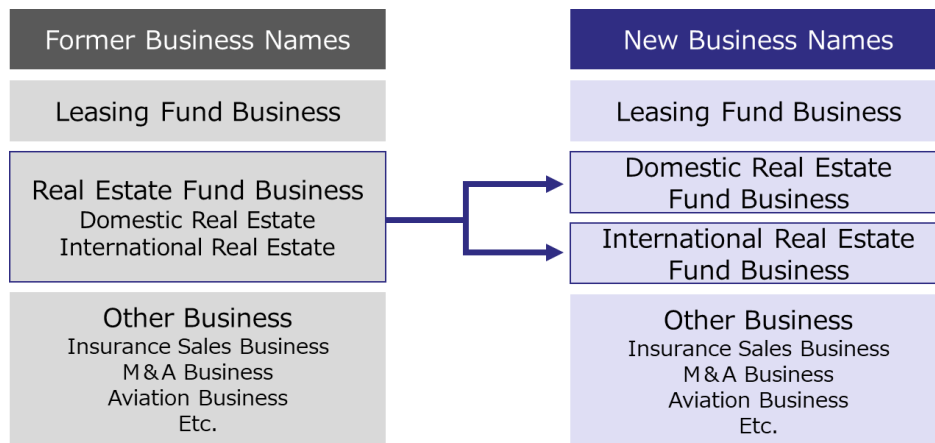 Former Business Names
New Business Names
Leasing Fund Business
Leasing Fund Business
Real Estate Fund Business
Domestic Real Estate
International Real Estate
Domestic Real Estate
Fund Business
International Real Estate
Fund Business
Other Business
Insurance Sales Business
M&A Business
Aviation Business
Etc.
Other Business
Insurance Sales Business
M&A Business
Aviation Business
Etc.